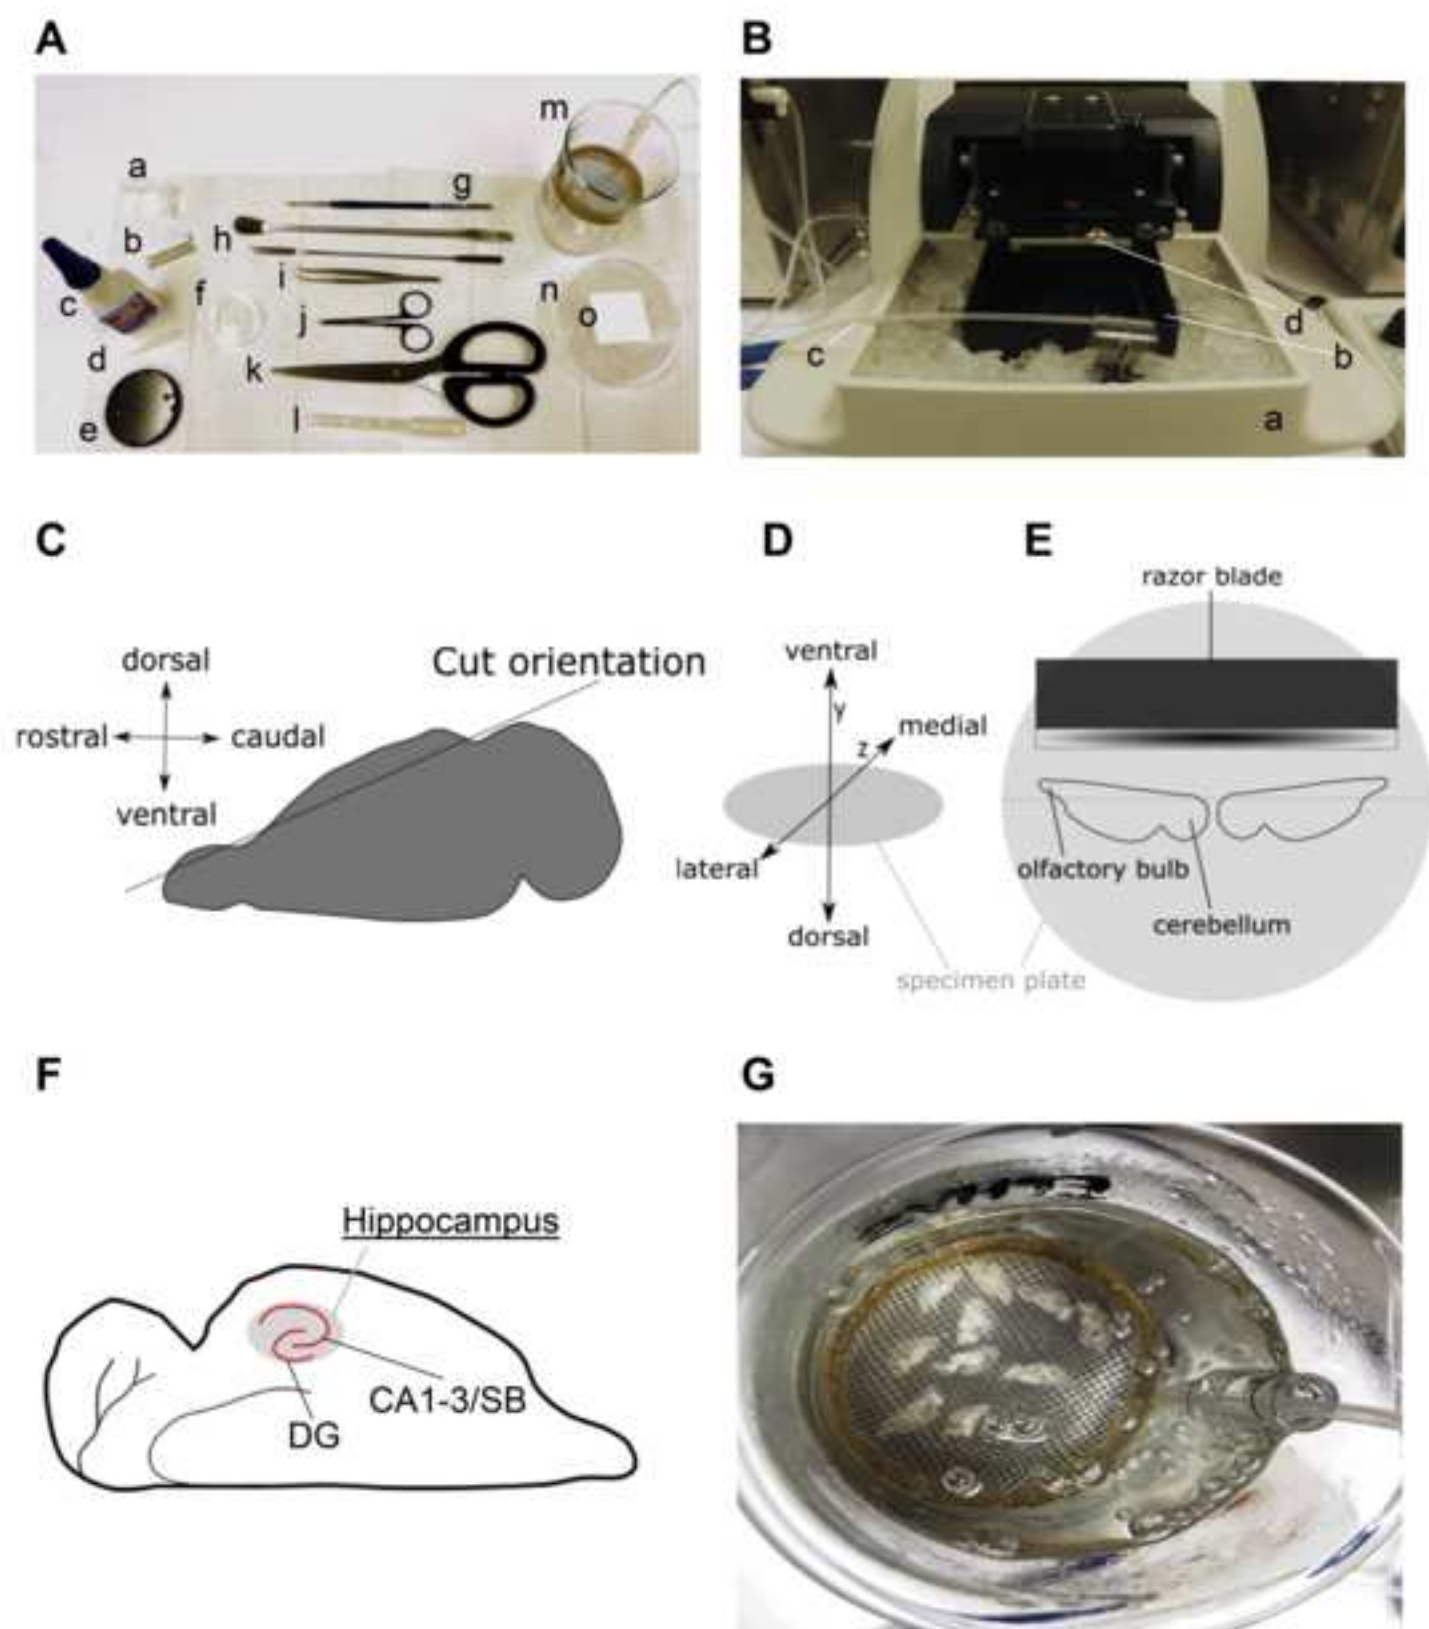 A
B
a
b
c
d
e
f
g
h
i
j
k
l
m
n
o
a
b
c
d
C
D
E
dorsal
rostral
caudal
ventral
Cut orientation
ventral
y
z
medial
lateral
dorsal
specimen plate
razor blade
olfactory bulb
cerebellum
F
G
Hippocampus
CA1-3/SB
DG